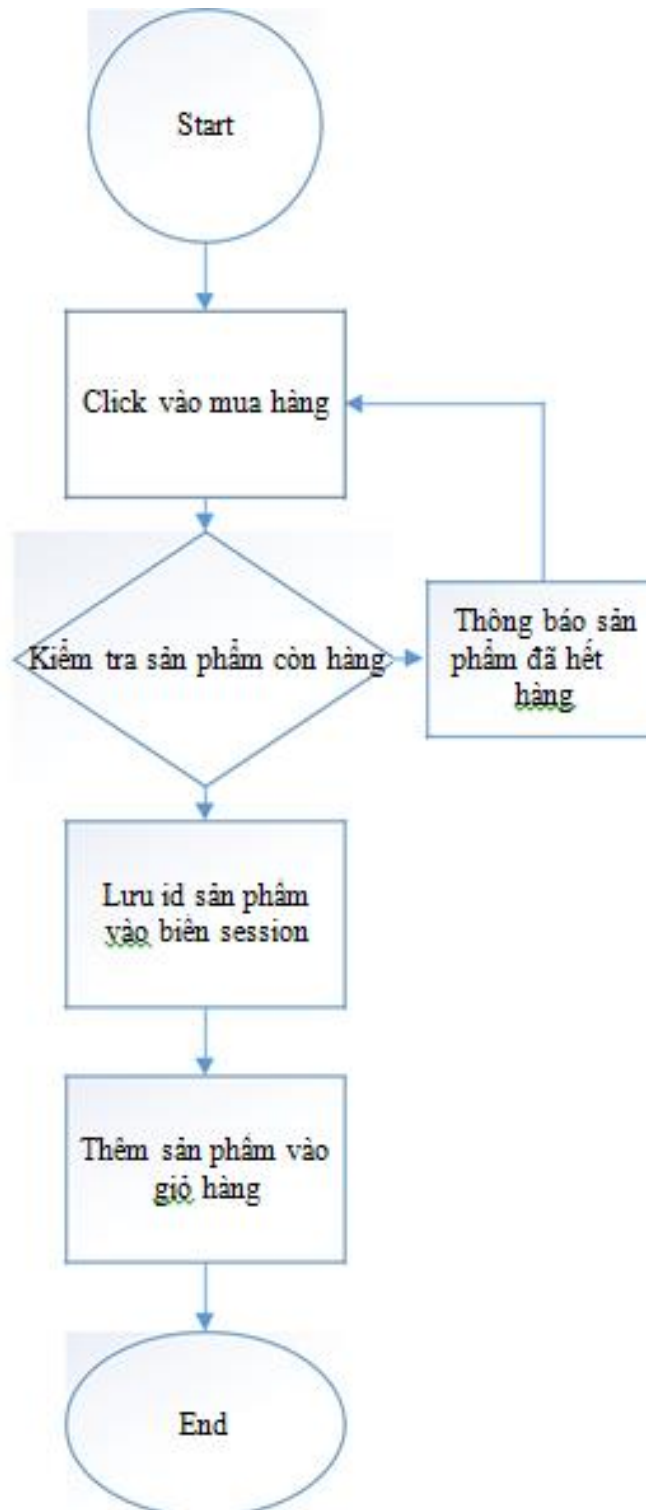 Start
Click vào mua hàng
Kiểm tra sản phẩm còn hàng
Thông báo sản
phẩm đã hết
hàng
Lưu id sản phẩm
vào biến session
Thêm sản phẩm vào
giỏ hàng
End